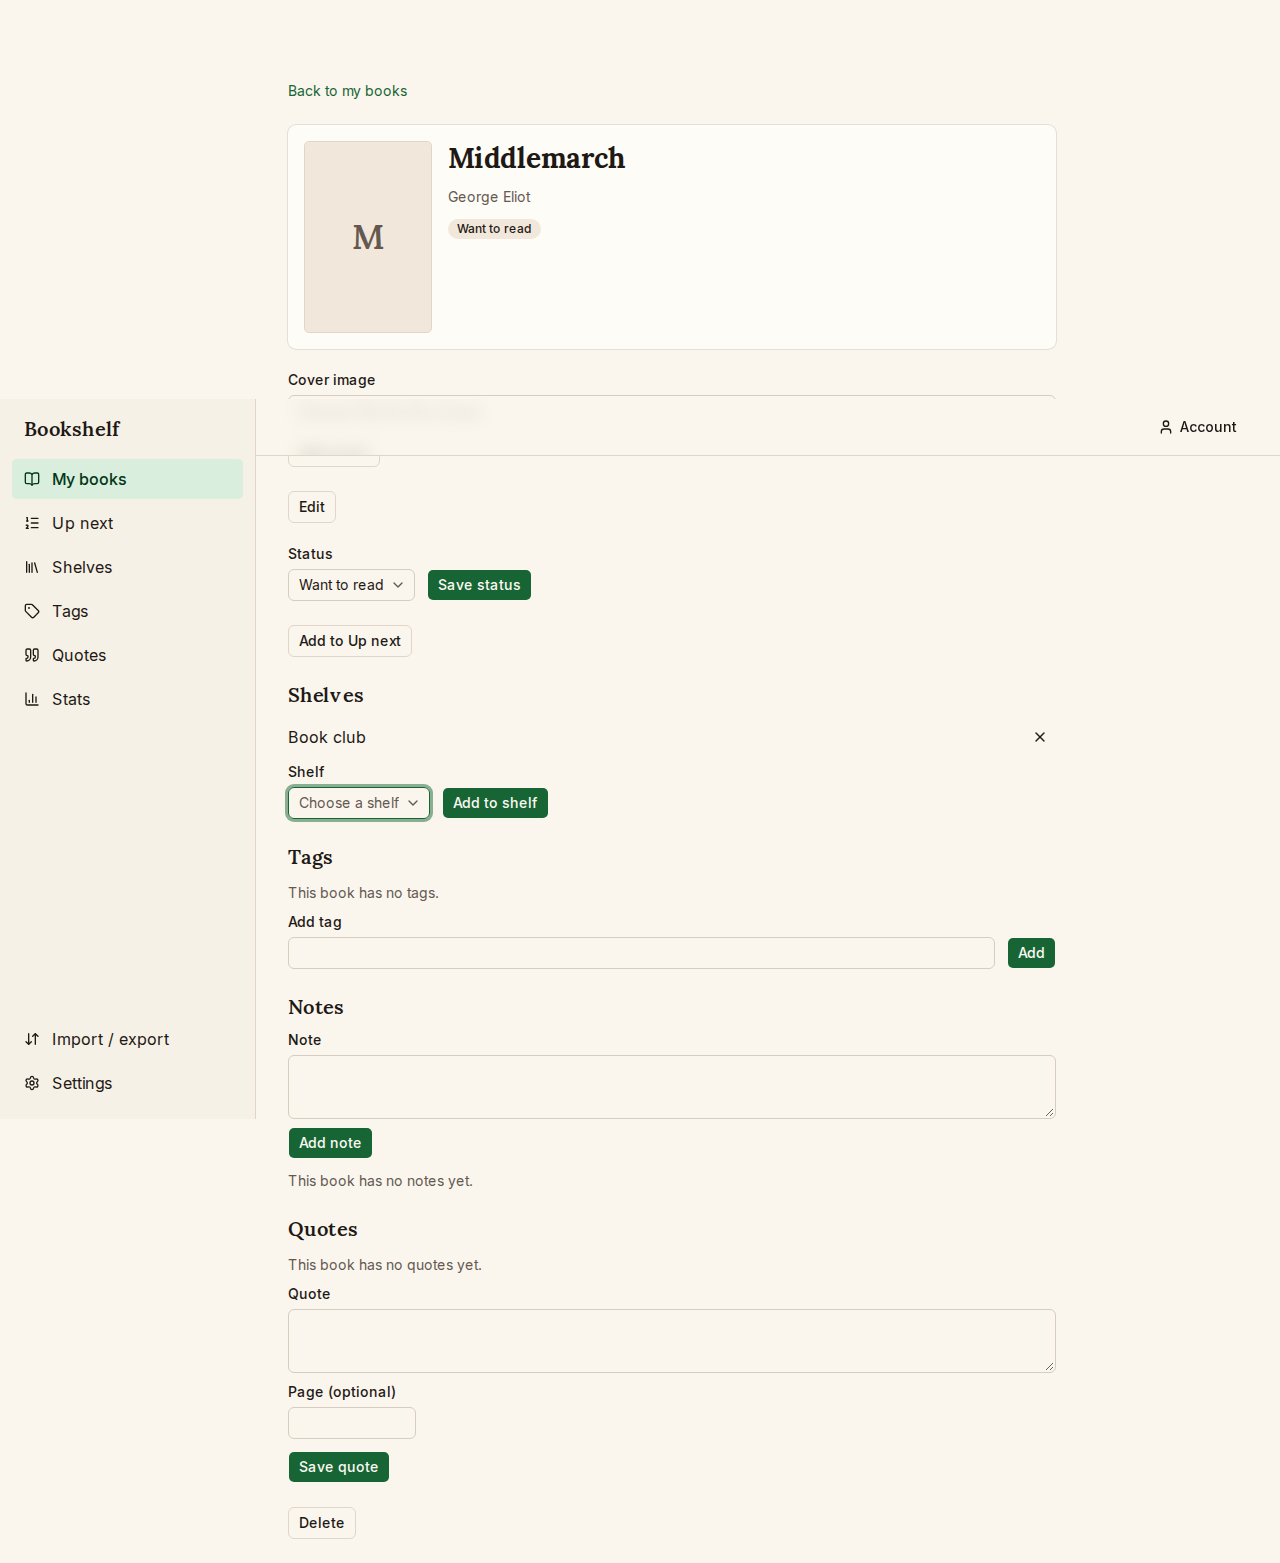 Back to my books
M
Middlemarch
George Eliot
Want to read
Cover image
Bookshelf
Account
My books
Up next
Shelves
Tags
Quotes
Stats
Import / export
Settings
Edit
Status
Want to read
Save status
Add to Up next
Shelves
Book club
Shelf
Choose a shelf
Add to shelf
Tags
This book has no tags.
Add tag
Add
Notes
Note
Add note
This book has no notes yet.
Quotes
This book has no quotes yet.
Quote
Page (optional)
Save quote
Delete